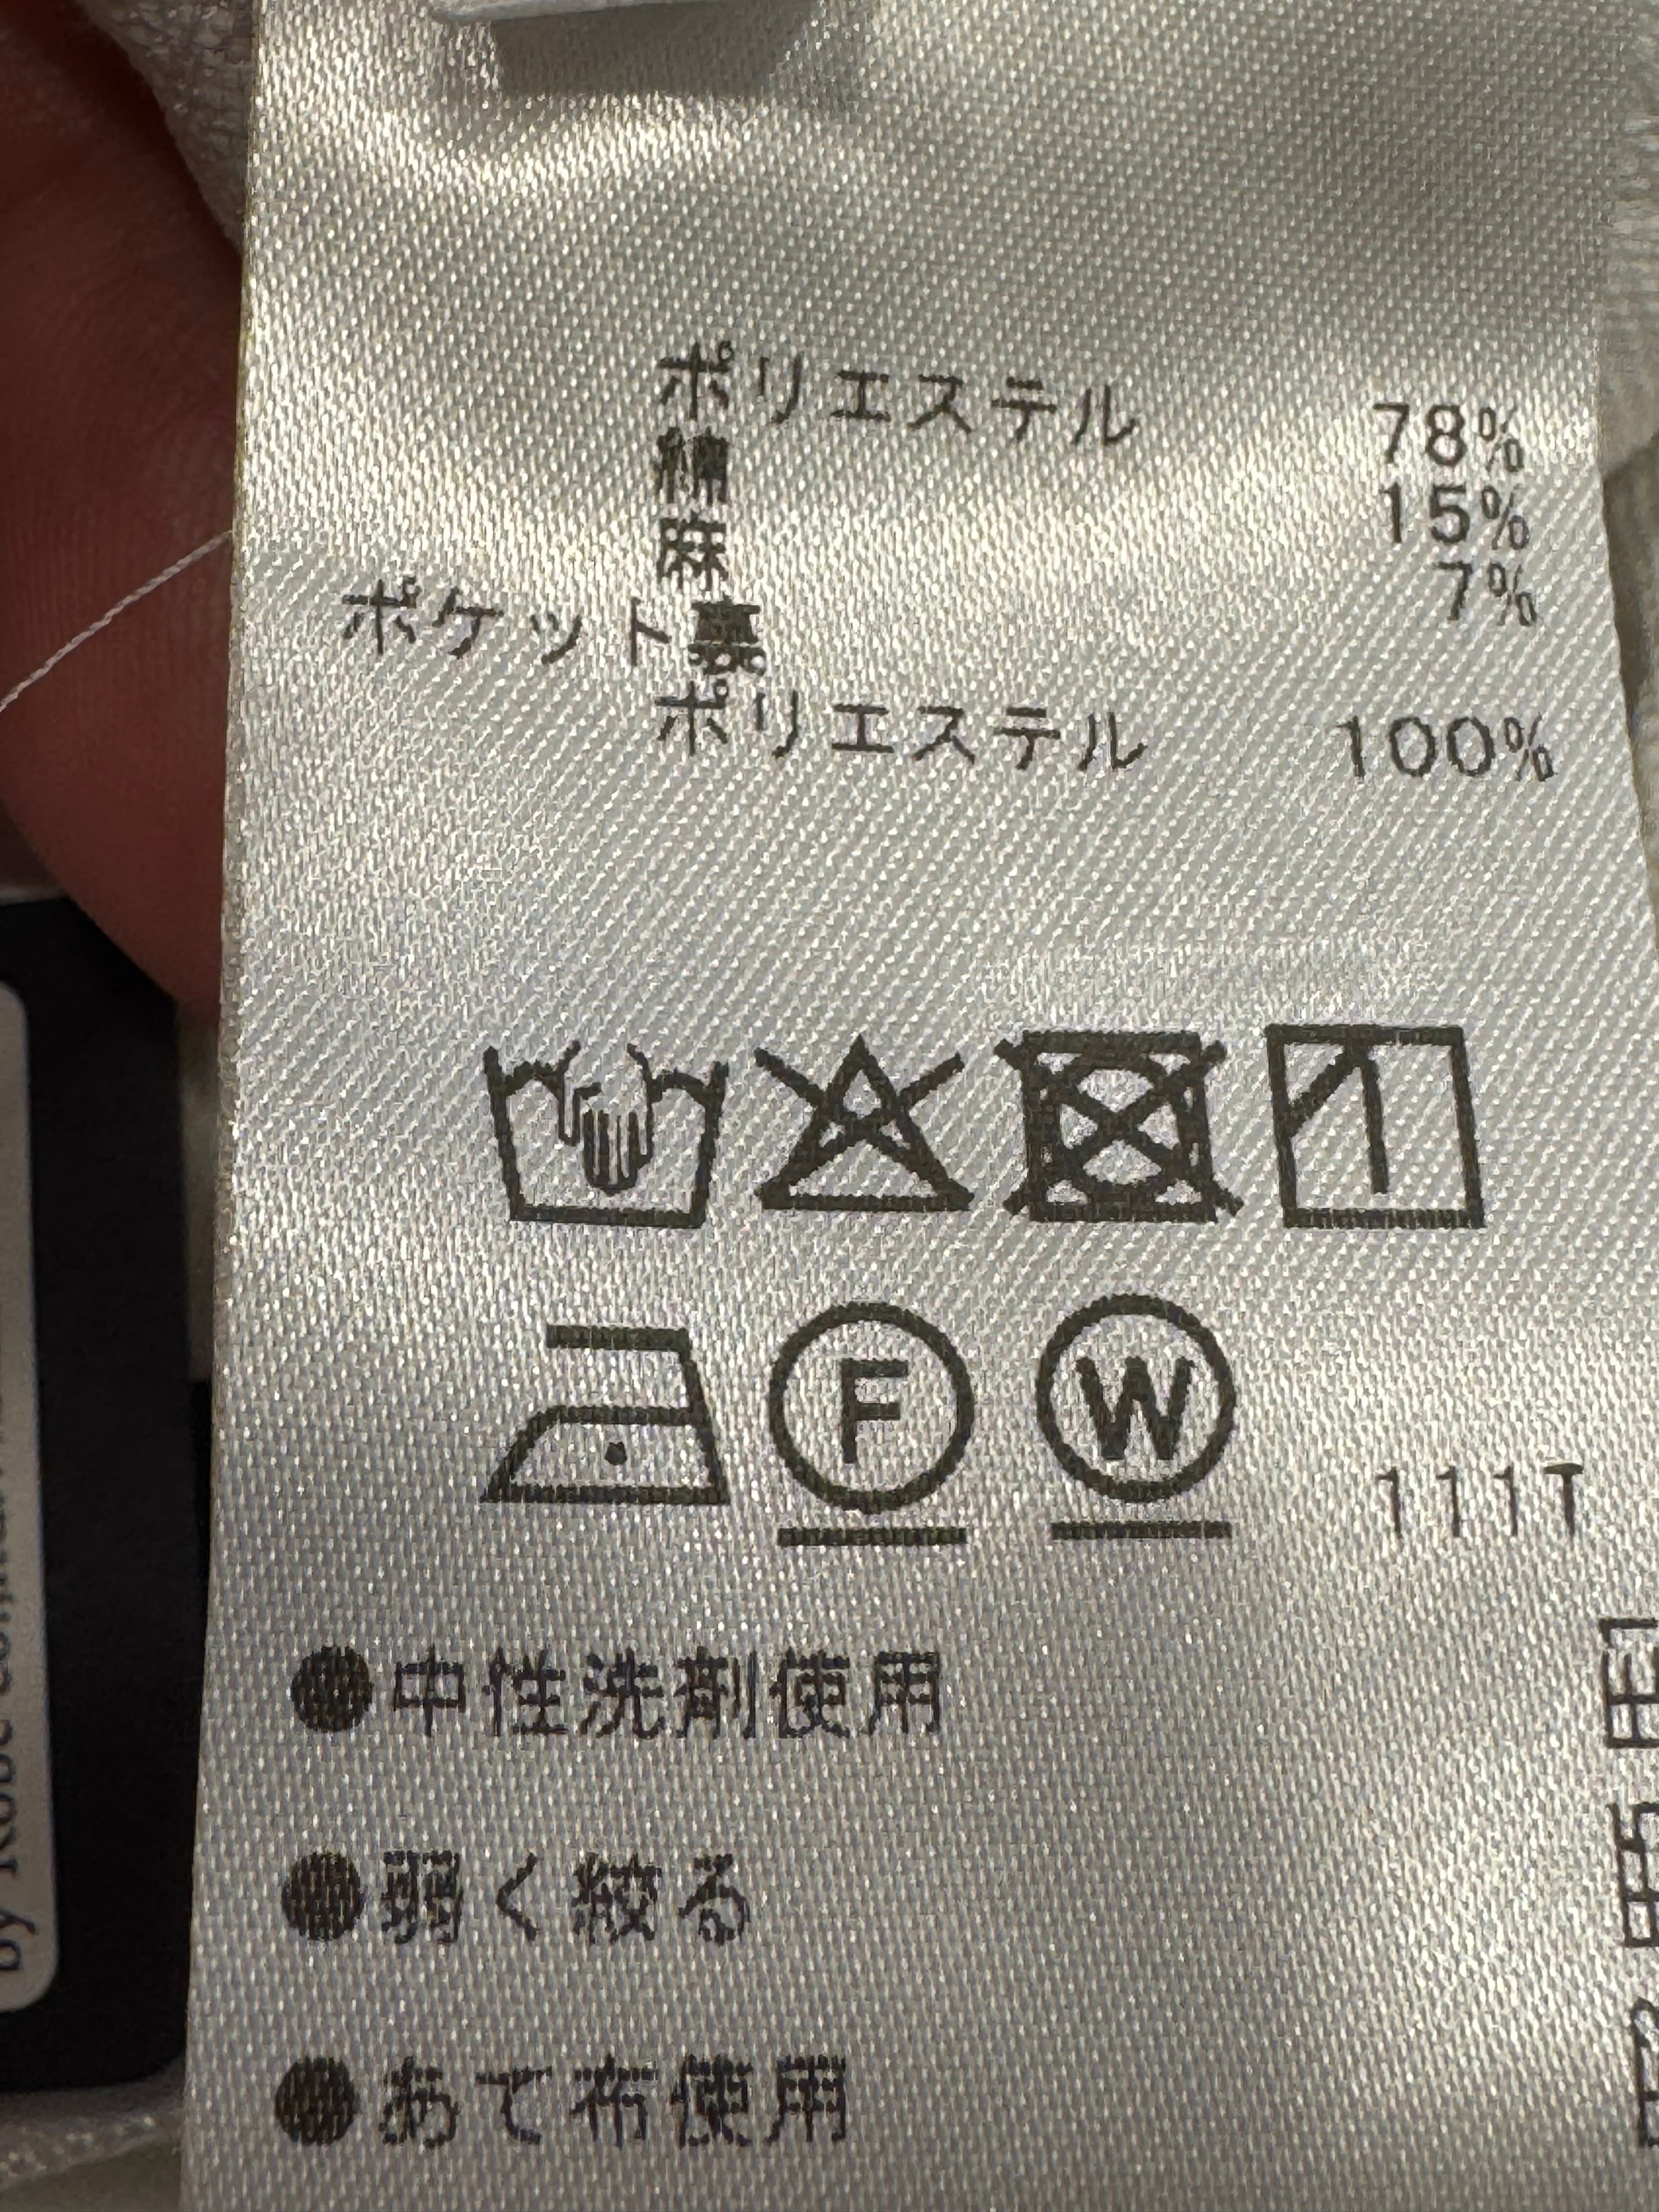 ポリエステル 78%
綿 15%
麻 7%
ポケット裏
ポリエステル 100%
F W 111T
●中性洗剤使用
●弱く絞る
●あて布使用